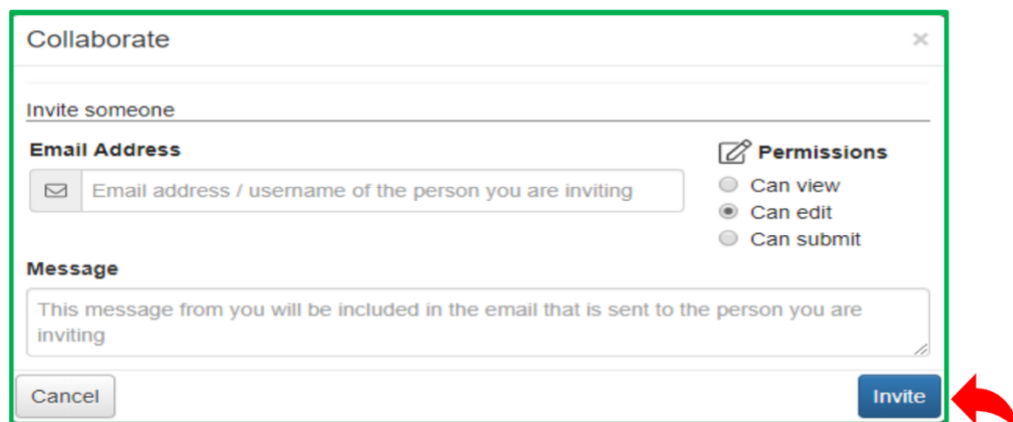 Collaborate ×
Invite someone
Email Address
Email address / username of the person you are inviting
Permissions
Can view
Can edit
Can submit
Message
This message from you will be included in the email that is sent to the person you are
inviting
Cancel
Invite